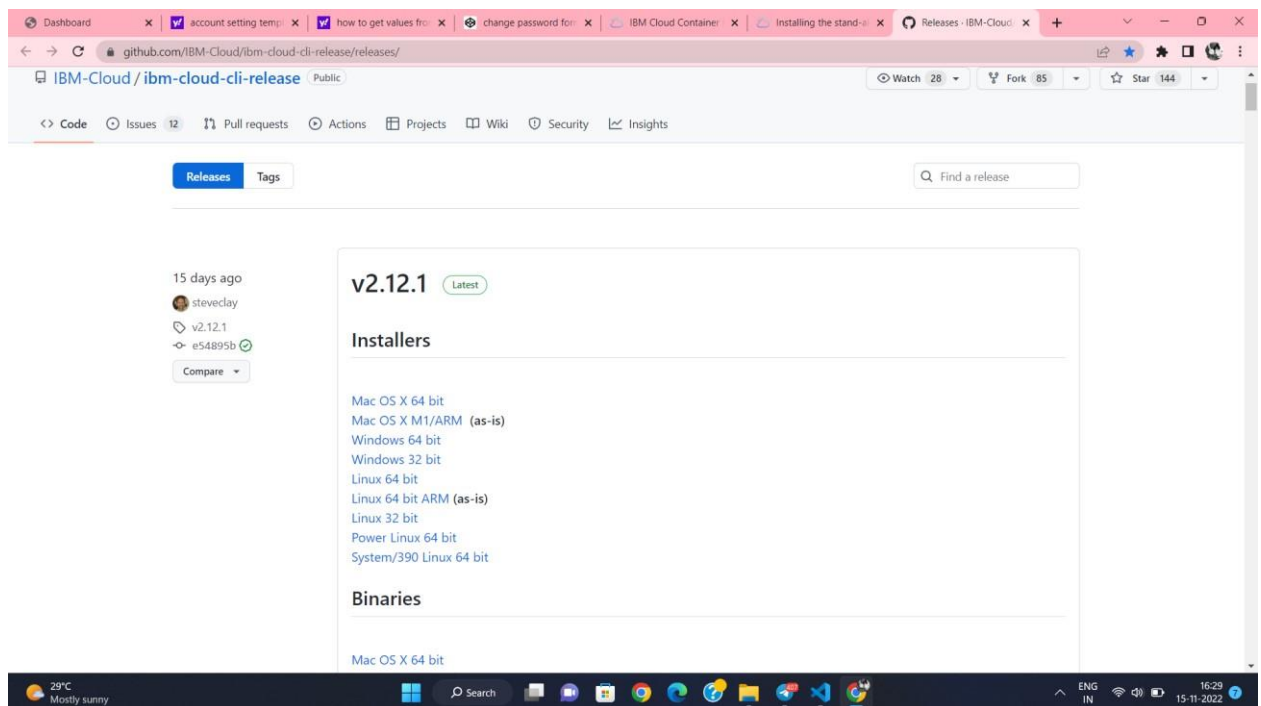 Dashboard account setting templ how to get values fro change password for IBM Cloud Container Installing the stand-al Releases · IBM-Cloud/
github.com/IBM-Cloud/ibm-cloud-cli-release/releases/
IBM-Cloud / ibm-cloud-cli-release Public Watch 28 Fork 85 Star 144
<> Code Issues 12 Pull requests Actions Projects Wiki Security Insights
Releases Tags Find a release
15 days ago
steveclay
v2.12.1
e54895b
Compare
v2.12.1 Latest
Installers
Mac OS X 64 bit
Mac OS X M1/ARM (as-is)
Windows 64 bit
Windows 32 bit
Linux 64 bit
Linux 64 bit ARM (as-is)
Linux 32 bit
Power Linux 64 bit
System/390 Linux 64 bit
Binaries
Mac OS X 64 bit
29°C
Mostly sunny
Search
ENG
IN
16:29
15-11-2022
7